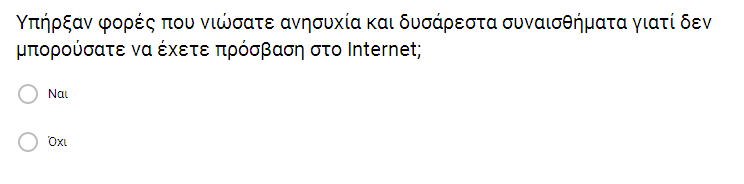 Υπήρξαν φορές που νιώσατε ανησυχία και δυσάρεστα συναισθήματα γιατί δεν
μπορούσατε να έχετε πρόσβαση στο Internet;
Ναι
Όχι